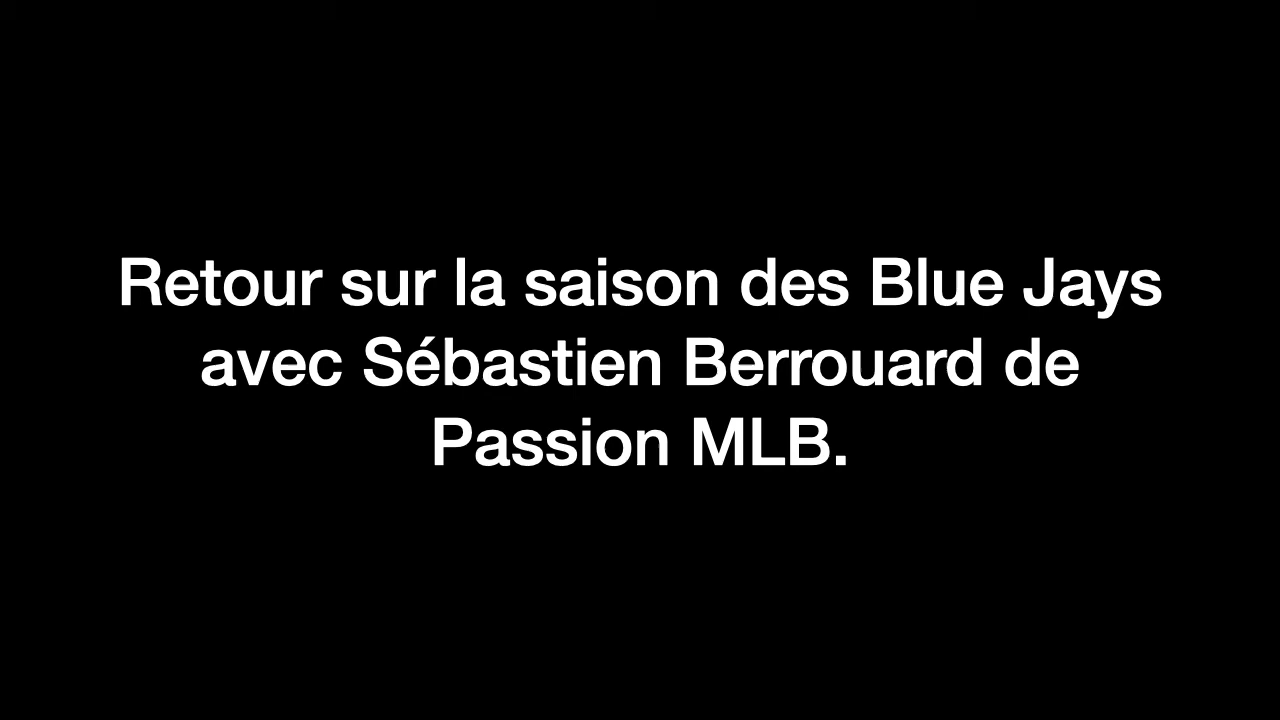 Retour sur la saison des Blue Jays
avec Sébastien Berrouard de
Passion MLB.